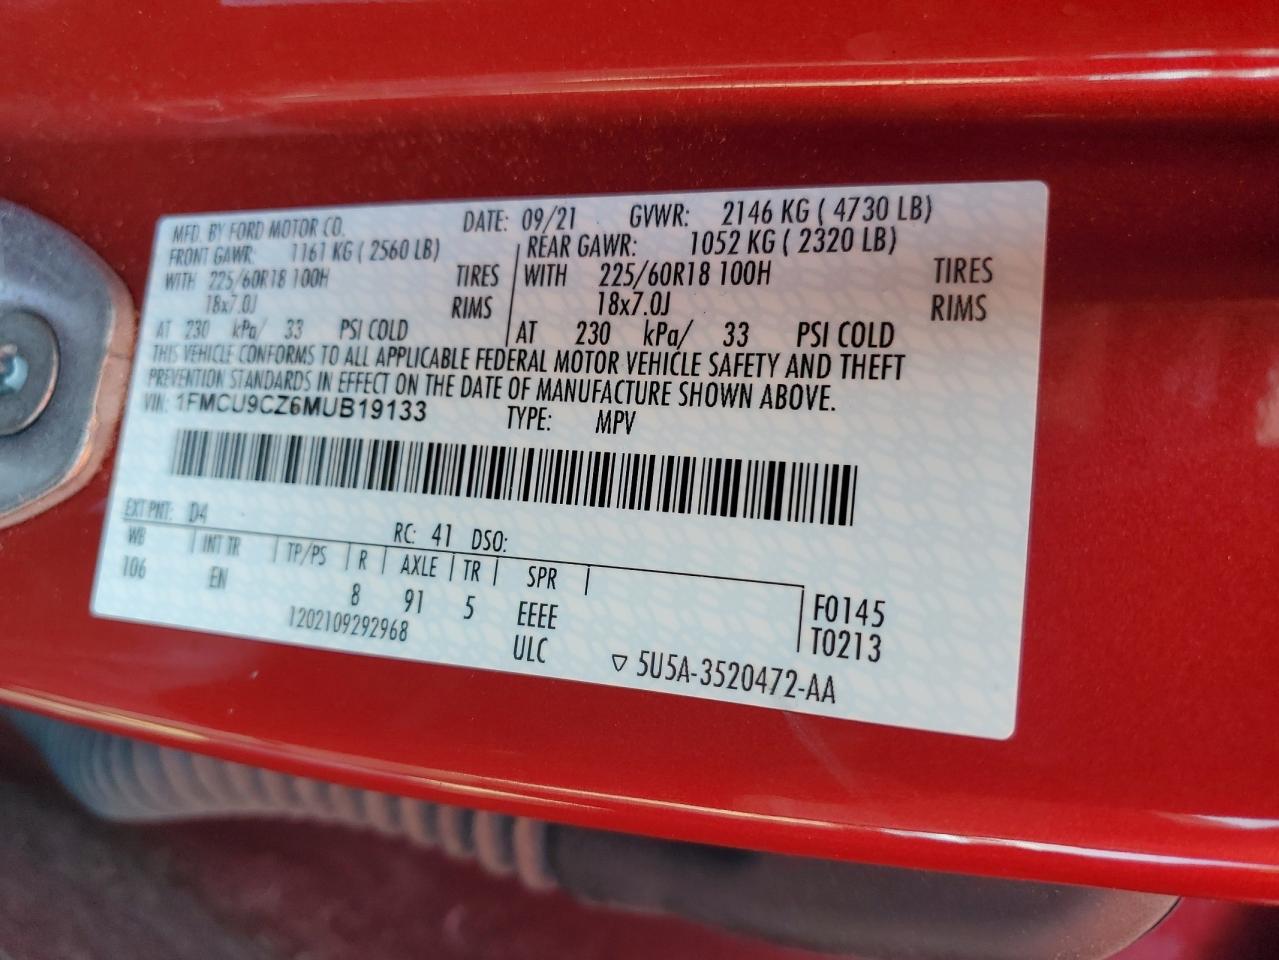 MFD. BY FORD MOTOR CO. DATE: 09/21 GVWR: 2146 KG ( 4730 LB)
FRONT GAWR: 1161 KG ( 2560 LB) REAR GAWR: 1052 KG ( 2320 LB)
WITH 225/60R18 100H TIRES WITH 225/60R18 100H TIRES
18x7.0J RIMS 18x7.0J RIMS
AT 230 kPa/ 33 PSI COLD AT 230 kPa/ 33 PSI COLD
THIS VEHICLE CONFORMS TO ALL APPLICABLE FEDERAL MOTOR VEHICLE SAFETY AND THEFT
PREVENTION STANDARDS IN EFFECT ON THE DATE OF MANUFACTURE SHOWN ABOVE.
VIN: 1FMCU9CZ6MUB19133 TYPE: MPV
EXT PNT: D4 RC: 41 DSO:
WB INT TR TP/PS R AXLE TR SPR
106 EN 8 91 5 EEEE F0145
1202109292968 ULC T0213
▽ 5U5A-3520472-AA